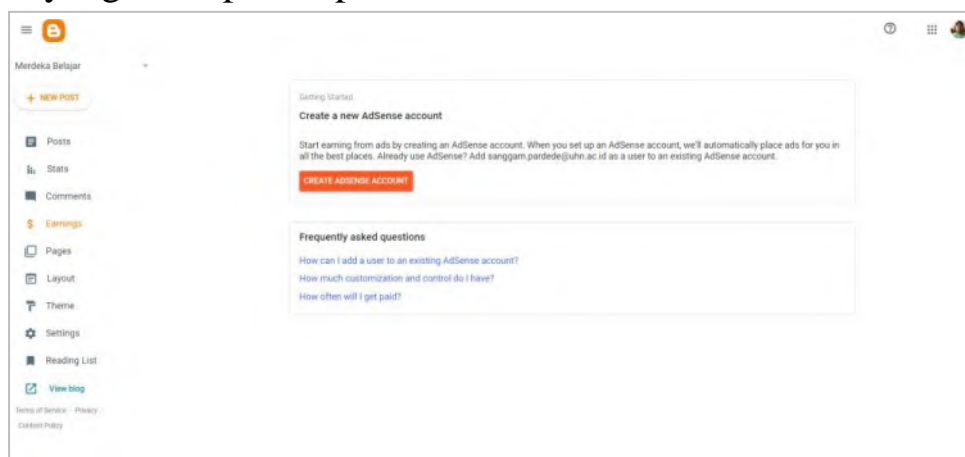 Merdeka Belajar
+ NEW POST
Posts
Stats
Comments
Earnings
Pages
Layout
Theme
Settings
Reading List
View blog
Terms of Service · Privacy ·
Content Policy
Getting Started
Create a new AdSense account
Start earning from ads by creating an AdSense account. When you set up an AdSense account, we'll automatically place ads for you in
all the best places. Already use AdSense? Add sanggam.pardede@uhn.ac.id as a user to an existing AdSense account.
CREATE ADSENSE ACCOUNT
Frequently asked questions
How can I add a user to an existing AdSense account?
How much customization and control do I have?
How often will I get paid?